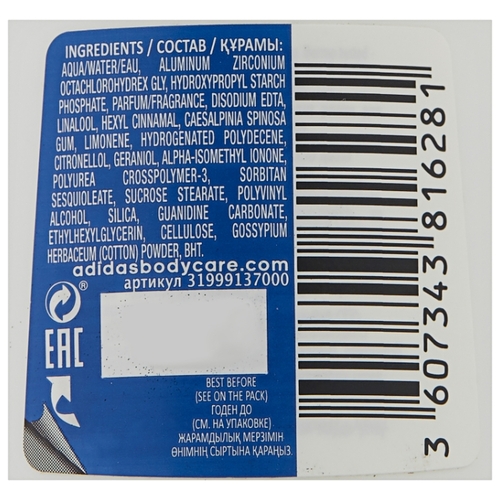 INGREDIENTS / СОСТАВ / ҚҰРАМЫ:
AQUA/WATER/EAU, ALUMINUM ZIRCONIUM
OCTACHLOROHYDREX GLY, HYDROXYPROPYL STARCH
PHOSPHATE, PARFUM/FRAGRANCE, DISODIUM EDTA,
LINALOOL, HEXYL CINNAMAL, CAESALPINIA SPINOSA
GUM, LIMONENE, HYDROGENATED POLYDECENE,
CITRONELLOL, GERANIOL, ALPHA-ISOMETHYL IONONE,
POLYUREA CROSSPOLYMER-3, SORBITAN
SESQUIOLEATE, SUCROSE STEARATE, POLYVINYL
ALCOHOL, SILICA, GUANIDINE CARBONATE,
ETHYLHEXYLGLYCERIN, CELLULOSE, GOSSYPIUM
HERBACEUM (COTTON) POWDER, BHT.
adidasbodycare.com
артикул 31999137000
®
EAC
BEST BEFORE
(SEE ON THE PACK)
ГОДЕН ДО
(СМ. НА УПАКОВКЕ)
ЖАРАМДЫЛЫҚ МЕРЗІМІН
ӨНІМНІҢ СЫРТЫНА ҚАРАҢЫЗ
3 607343 816281